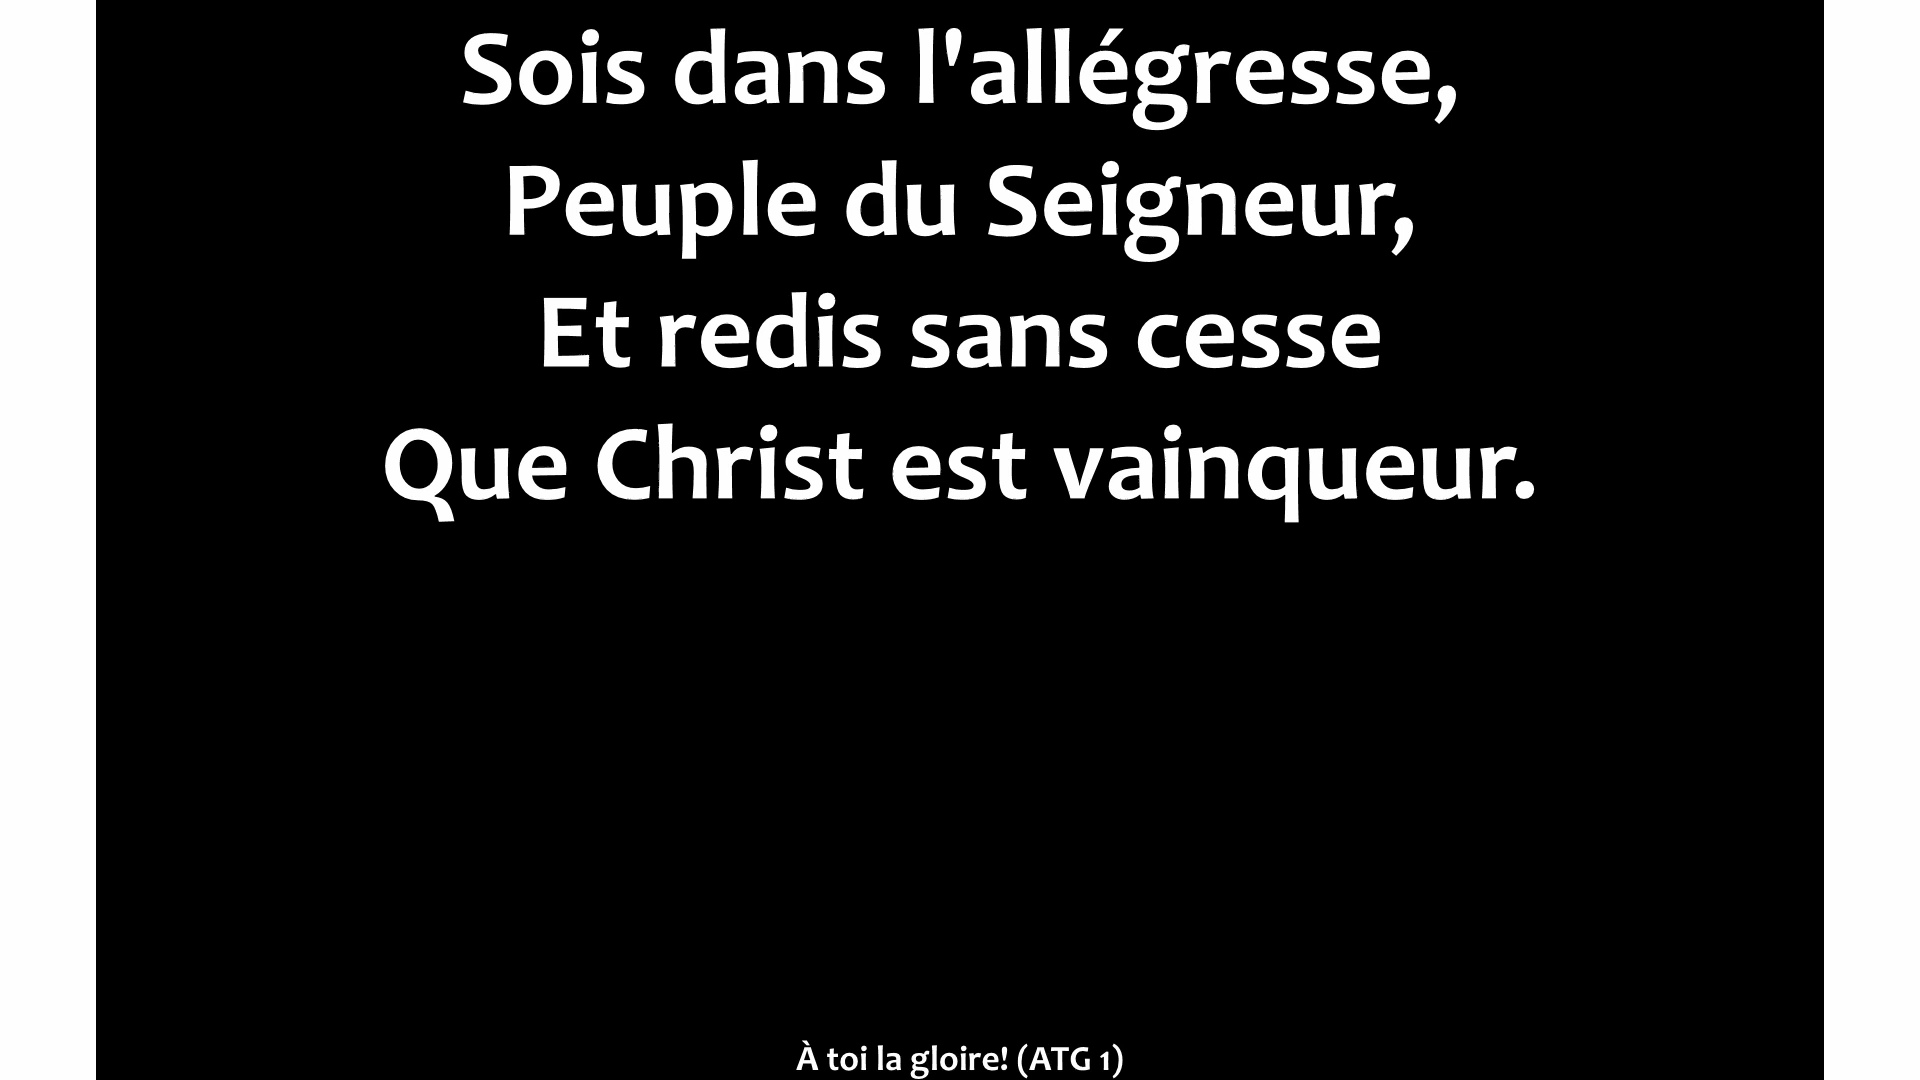 Sois dans l'allégresse,
Peuple du Seigneur,
Et redis sans cesse
Que Christ est vainqueur.
À toi la gloire! (ATG 1)